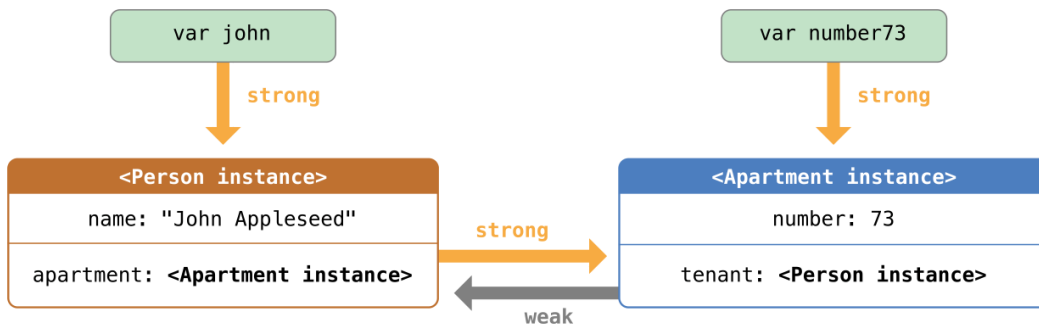 var john
var number73
strong
strong
<Person instance>
<Apartment instance>
name: "John Appleseed"
number: 73
strong
apartment: <Apartment instance>
tenant: <Person instance>
weak